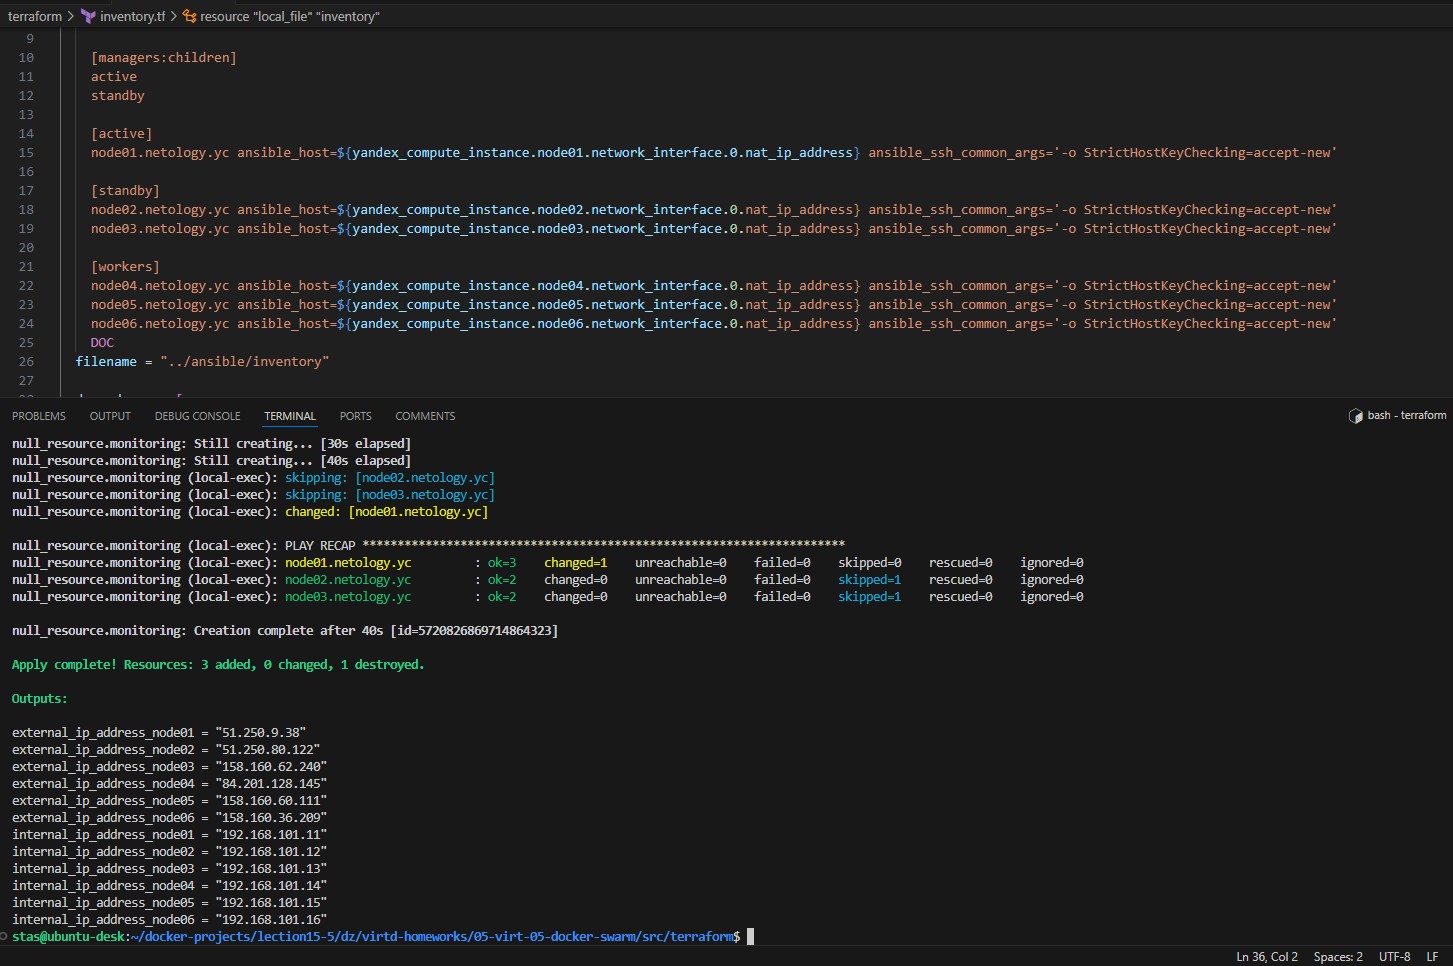 terraform > inventory.tf > resource "local_file" "inventory"
9
10 [managers:children]
11 active
12 standby
13
14 [active]
15 node01.netology.yc ansible_host=${yandex_compute_instance.node01.network_interface.0.nat_ip_address} ansible_ssh_common_args='-o StrictHostKeyChecking=accept-new'
16
17 [standby]
18 node02.netology.yc ansible_host=${yandex_compute_instance.node02.network_interface.0.nat_ip_address} ansible_ssh_common_args='-o StrictHostKeyChecking=accept-new'
19 node03.netology.yc ansible_host=${yandex_compute_instance.node03.network_interface.0.nat_ip_address} ansible_ssh_common_args='-o StrictHostKeyChecking=accept-new'
20
21 [workers]
22 node04.netology.yc ansible_host=${yandex_compute_instance.node04.network_interface.0.nat_ip_address} ansible_ssh_common_args='-o StrictHostKeyChecking=accept-new'
23 node05.netology.yc ansible_host=${yandex_compute_instance.node05.network_interface.0.nat_ip_address} ansible_ssh_common_args='-o StrictHostKeyChecking=accept-new'
24 node06.netology.yc ansible_host=${yandex_compute_instance.node06.network_interface.0.nat_ip_address} ansible_ssh_common_args='-o StrictHostKeyChecking=accept-new'
25 DOC
26 filename = "../ansible/inventory"
27
PROBLEMS OUTPUT DEBUG CONSOLE TERMINAL PORTS COMMENTS bash - terraform
null_resource.monitoring: Still creating... [30s elapsed]
null_resource.monitoring: Still creating... [40s elapsed]
null_resource.monitoring (local-exec): skipping: [node02.netology.yc]
null_resource.monitoring (local-exec): skipping: [node03.netology.yc]
null_resource.monitoring (local-exec): changed: [node01.netology.yc]
null_resource.monitoring (local-exec): PLAY RECAP *********************************************************************
null_resource.monitoring (local-exec): node01.netology.yc : ok=3 changed=1 unreachable=0 failed=0 skipped=0 rescued=0 ignored=0
null_resource.monitoring (local-exec): node02.netology.yc : ok=2 changed=0 unreachable=0 failed=0 skipped=1 rescued=0 ignored=0
null_resource.monitoring (local-exec): node03.netology.yc : ok=2 changed=0 unreachable=0 failed=0 skipped=1 rescued=0 ignored=0
null_resource.monitoring: Creation complete after 40s [id=5720826869714864323]
Apply complete! Resources: 3 added, 0 changed, 1 destroyed.
Outputs:
external_ip_address_node01 = "51.250.9.38"
external_ip_address_node02 = "51.250.80.122"
external_ip_address_node03 = "158.160.62.240"
external_ip_address_node04 = "84.201.128.145"
external_ip_address_node05 = "158.160.60.111"
external_ip_address_node06 = "158.160.36.209"
internal_ip_address_node01 = "192.168.101.11"
internal_ip_address_node02 = "192.168.101.12"
internal_ip_address_node03 = "192.168.101.13"
internal_ip_address_node04 = "192.168.101.14"
internal_ip_address_node05 = "192.168.101.15"
internal_ip_address_node06 = "192.168.101.16"
stas@ubuntu-desk:~/docker-projects/lection15-5/dz/virtd-homeworks/05-virt-05-docker-swarm/src/terraform$
Ln 36, Col 2 Spaces: 2 UTF-8 LF